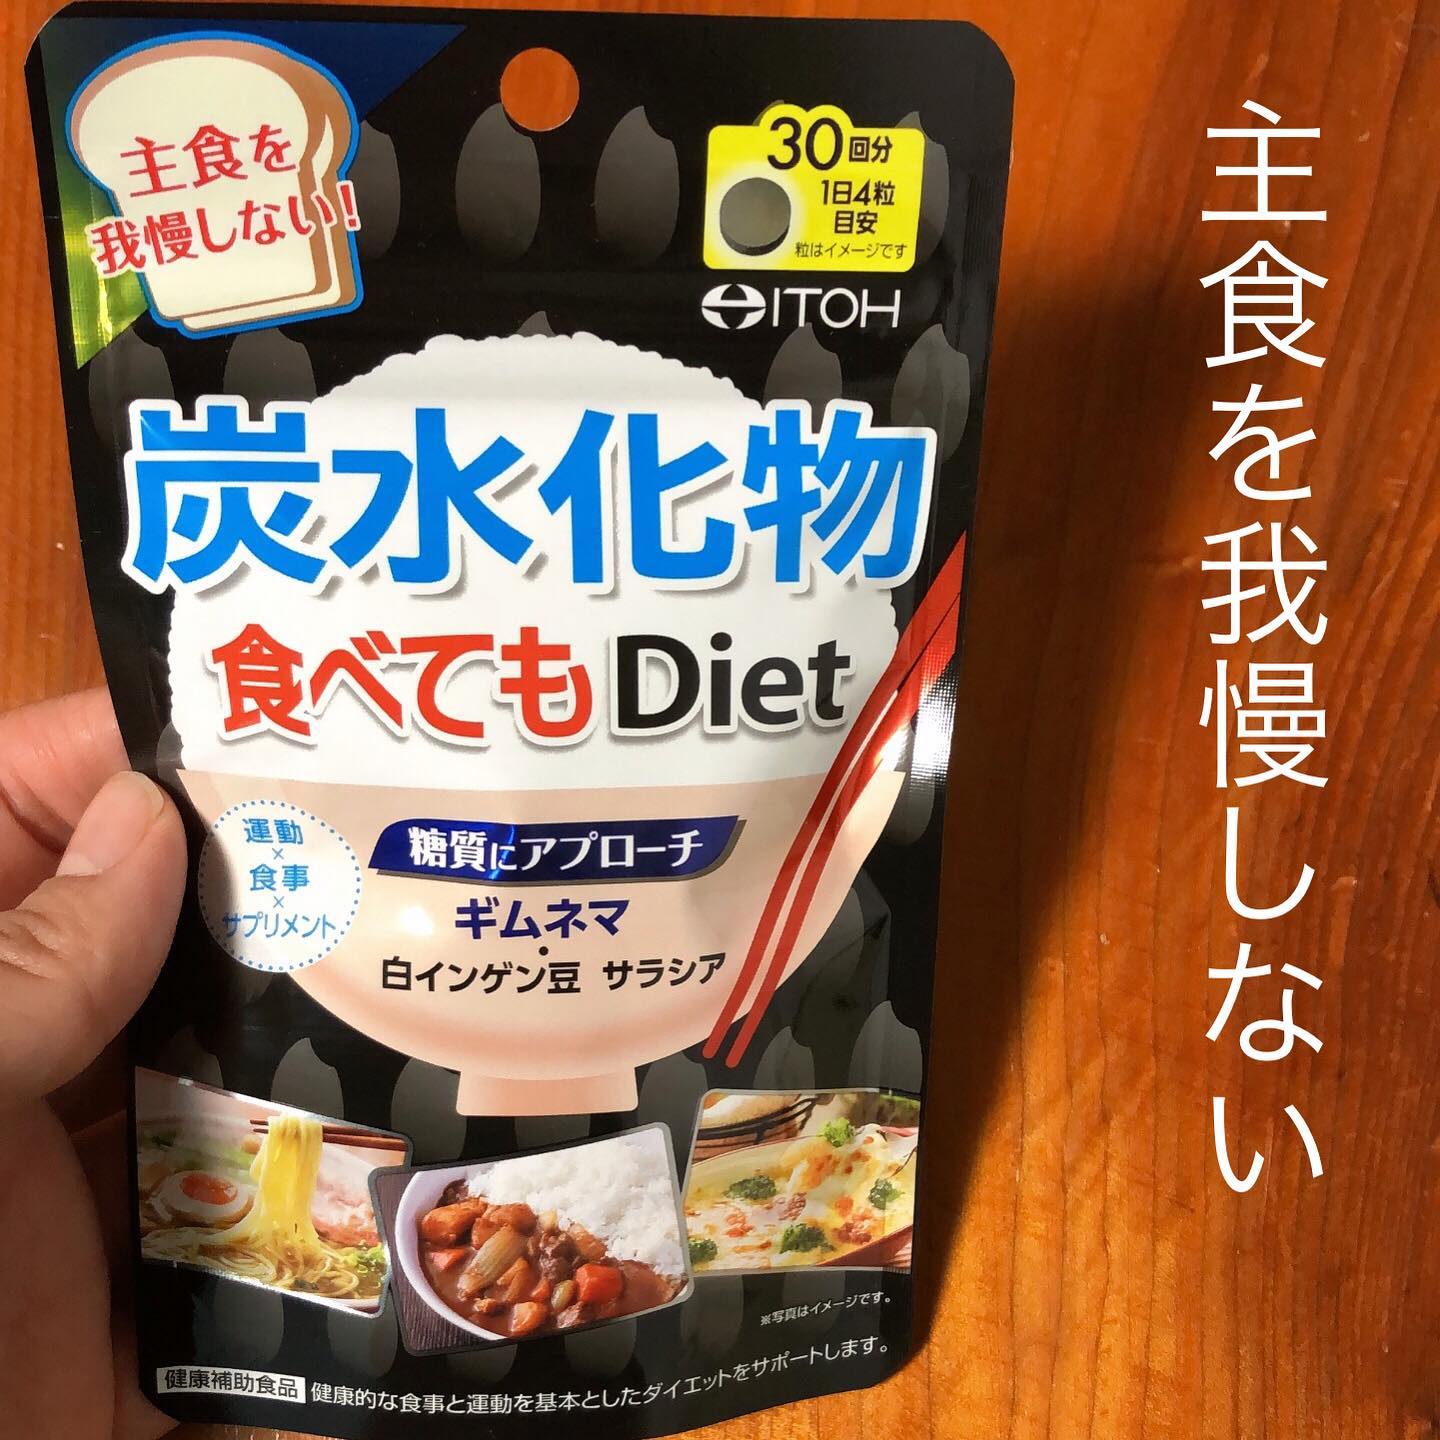 主食を
我慢しない!
30回分
1日4粒
目安
粒はイメージです
ITOH
炭水化物
食べてもDiet
運動
×
食事
×
サプリメント
糖質にアプローチ
ギムネマ
白インゲン豆・サラシア
※写真はイメージです。
健康補助食品 健康的な食事と運動を基本としたダイエットをサポートします。
主食を我慢しない